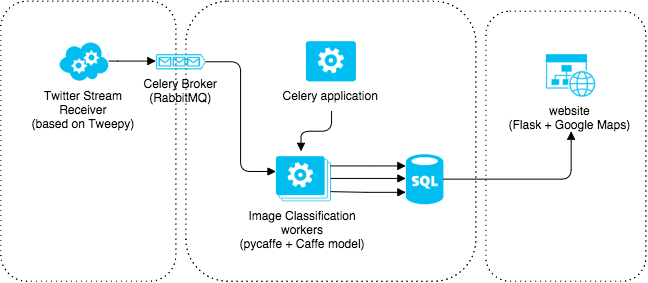 Twitter Stream
Receiver
(based on Tweepy)
Celery Broker
(RabbitMQ)
Celery application
Image Classification
workers
(pycaffe + Caffe model)
SQL
website
(Flask + Google Maps)